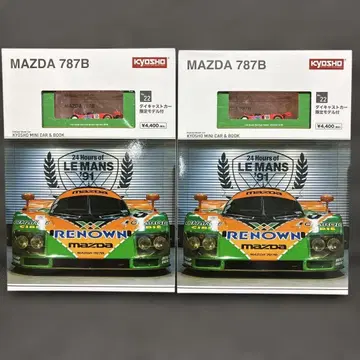 MAZDA 787B
KYOSHO
22
ダイキャストカー
限定モデル付
¥4,400
KYOSHO MINI CAR & BOOK
24 Hours of
LE MANS
'91
RENOWN
mazda
MAZDA 787B
KYOSHO
22
ダイキャストカー
限定モデル付
¥4,400
KYOSHO MINI CAR & BOOK
24 Hours of
LE MANS
'91
RENOWN
mazda